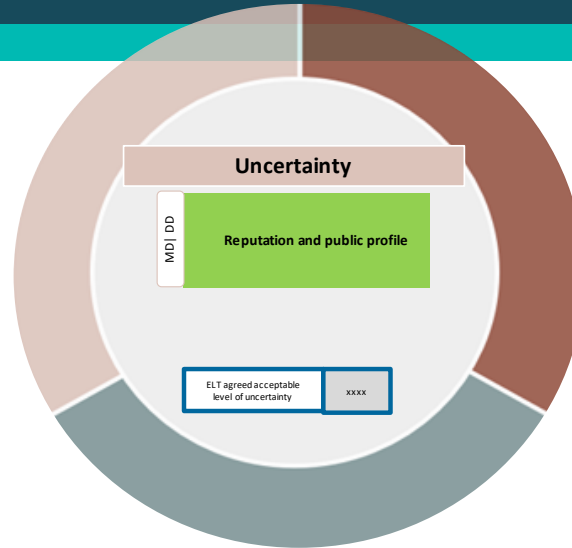 Uncertainty
MD| DD
Reputation and public profile
ELT agreed acceptable
level of uncertainty
xxxx